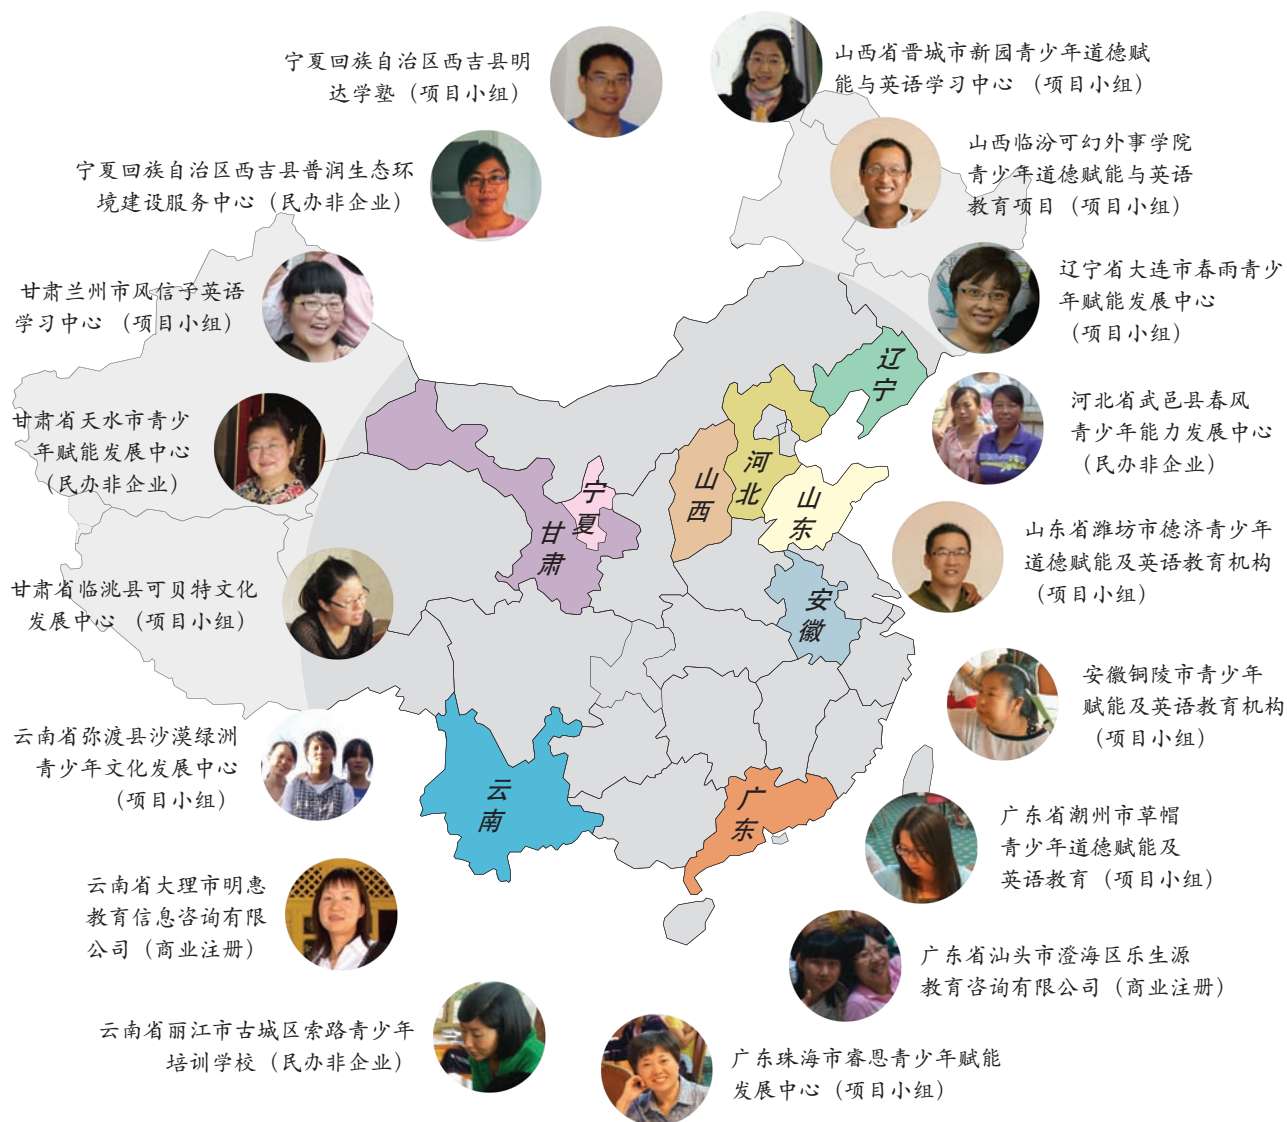 宁夏回族自治区西吉县明
达学塾（项目小组）
山西省晋城市新园青少年道德赋
能与英语学习中心（项目小组）
宁夏回族自治区西吉县普润生态环
境建设服务中心（民办非企业）
山西临汾可幻外事学院
青少年道德赋能与英语
教育项目（项目小组）
甘肃兰州市风信子英语
学习中心 （项目小组）
辽宁省大连市春雨青少
年赋能发展中心
（项目小组）
甘肃省天水市青少
年赋能发展中心
（民办非企业）
河北省武邑县春风
青少年能力发展中心
（民办非企业）
甘肃省临洮县可贝特文化
发展中心 （项目小组）
山东省潍坊市德济青少年
道德赋能及英语教育机构
（项目小组）
云南省弥渡县沙漠绿洲
青少年文化发展中心
（项目小组）
安徽铜陵市青少年
赋能及英语教育机构
（项目小组）
云南省大理市明惠
教育信息咨询有限
公司（商业注册）
广东省潮州市草帽
青少年道德赋能及
英语教育（项目小组）
云南省丽江市古城区索路青少年
培训学校（民办非企业）
广东省汕头市澄海区乐生源
教育咨询有限公司（商业注册）
广东珠海市睿恩青少年赋能
发展中心（项目小组）
辽宁
河北
山西
山东
宁夏
甘肃
安徽
云南
广东